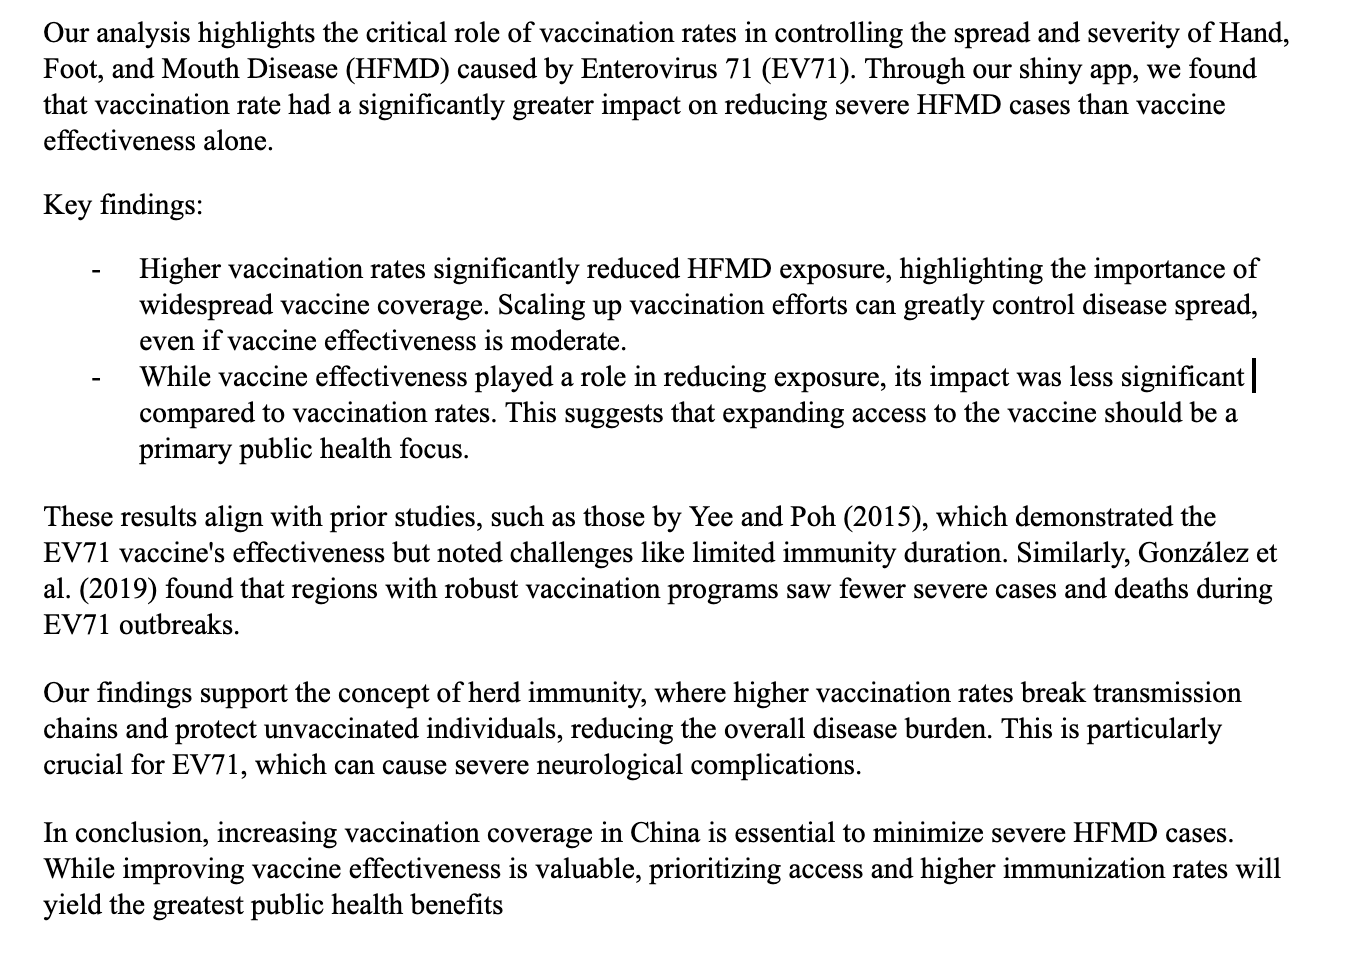 Our analysis highlights the critical role of vaccination rates in controlling the spread and severity of Hand,
Foot, and Mouth Disease (HFMD) caused by Enterovirus 71 (EV71). Through our shiny app, we found
that vaccination rate had a significantly greater impact on reducing severe HFMD cases than vaccine
effectiveness alone.
Key findings:
- Higher vaccination rates significantly reduced HFMD exposure, highlighting the importance of
widespread vaccine coverage. Scaling up vaccination efforts can greatly control disease spread,
even if vaccine effectiveness is moderate.
- While vaccine effectiveness played a role in reducing exposure, its impact was less significant
compared to vaccination rates. This suggests that expanding access to the vaccine should be a
primary public health focus.
These results align with prior studies, such as those by Yee and Poh (2015), which demonstrated the
EV71 vaccine's effectiveness but noted challenges like limited immunity duration. Similarly, González et
al. (2019) found that regions with robust vaccination programs saw fewer severe cases and deaths during
EV71 outbreaks.
Our findings support the concept of herd immunity, where higher vaccination rates break transmission
chains and protect unvaccinated individuals, reducing the overall disease burden. This is particularly
crucial for EV71, which can cause severe neurological complications.
In conclusion, increasing vaccination coverage in China is essential to minimize severe HFMD cases.
While improving vaccine effectiveness is valuable, prioritizing access and higher immunization rates will
yield the greatest public health benefits